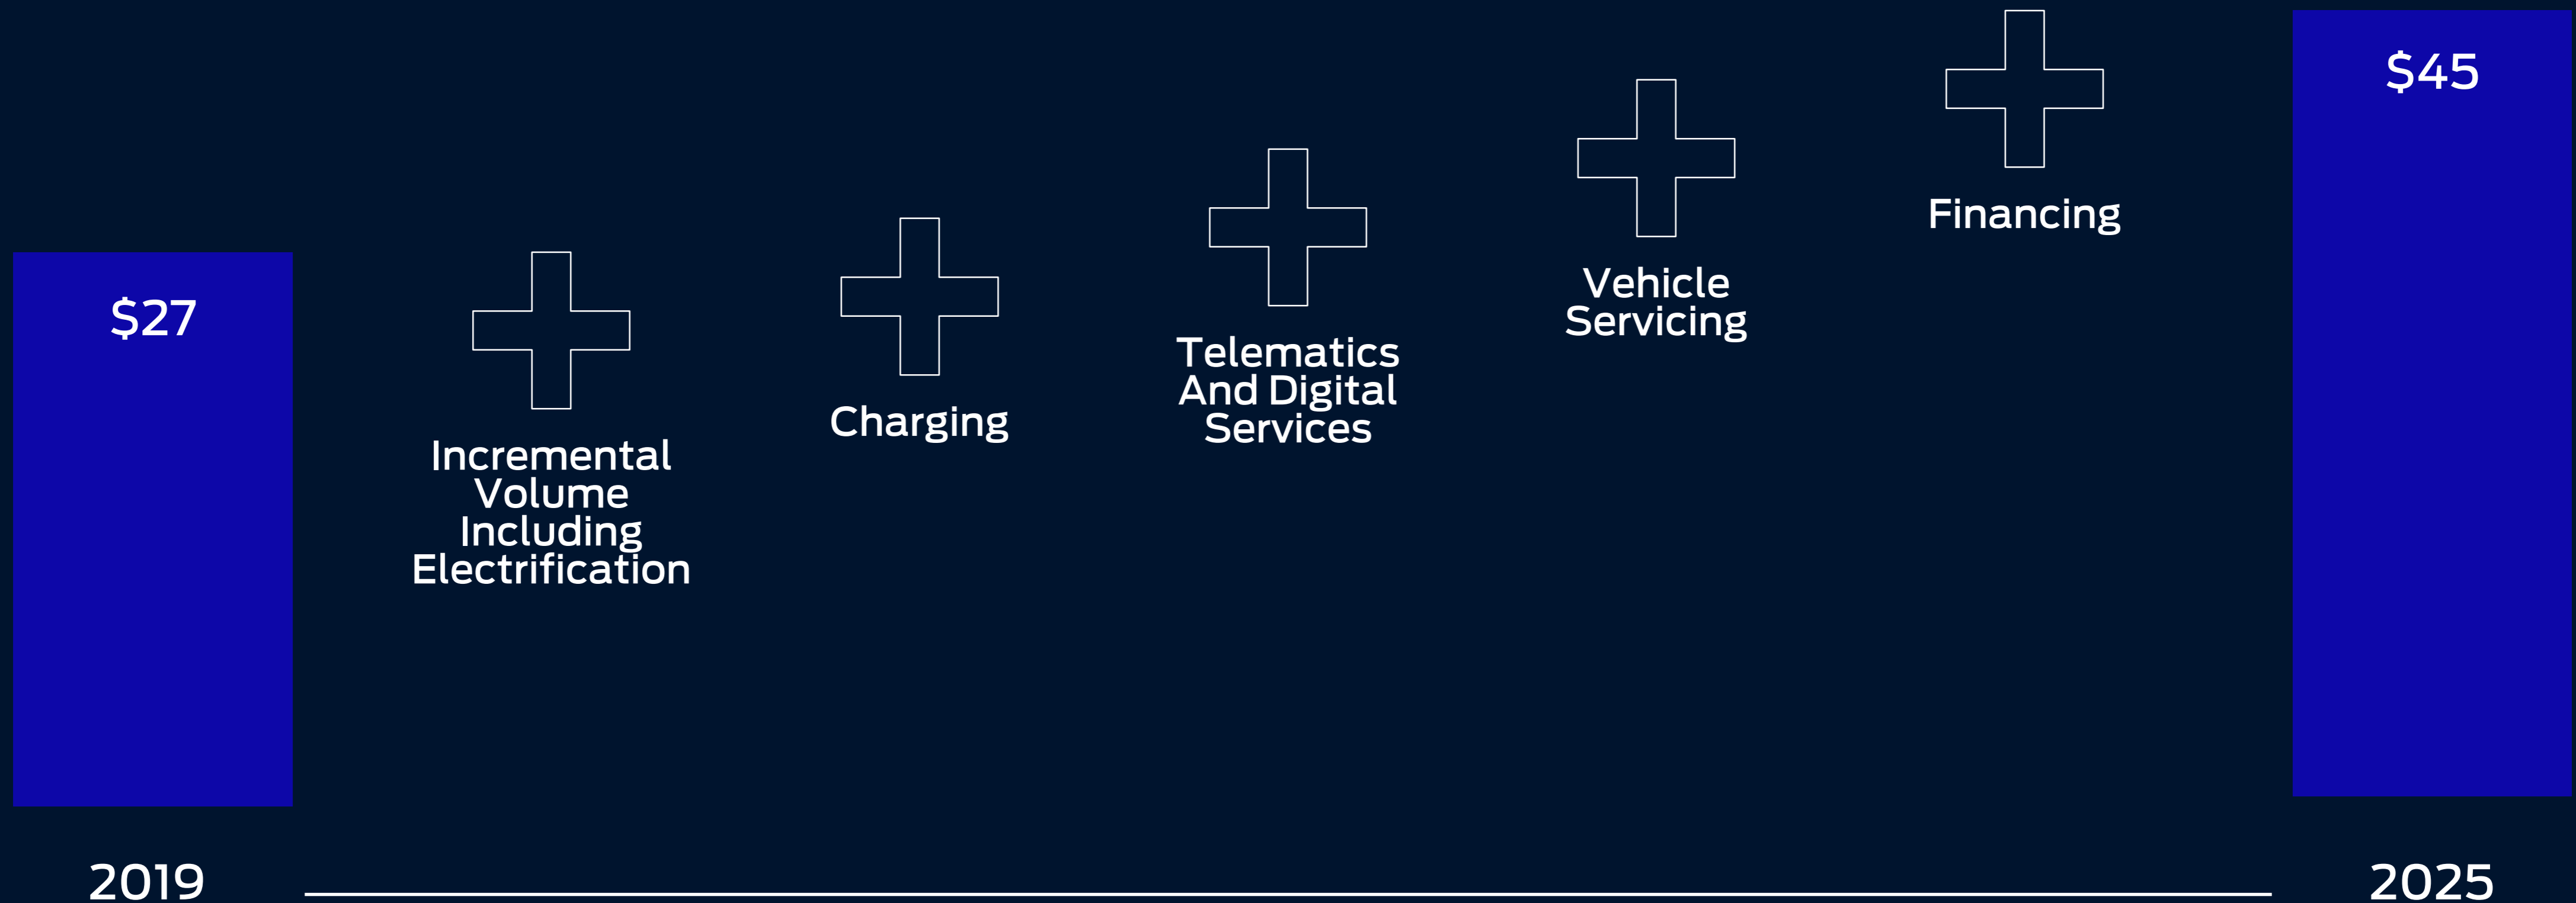 $27
Incremental
Volume
Including
Electrification
Charging
Telematics
And Digital
Services
Vehicle
Servicing
Financing
$45
2019
2025